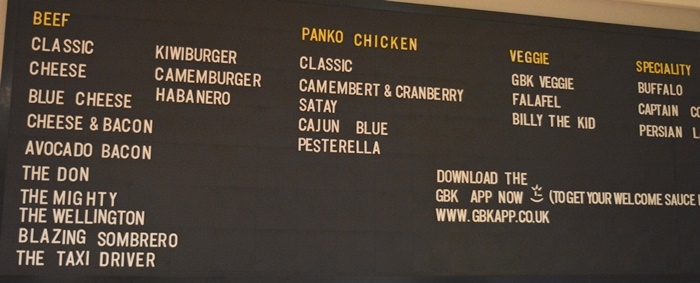 BEEF
CLASSIC
CHEESE
BLUE CHEESE
CHEESE & BACON
AVOCADO BACON
THE DON
THE MIGHTY
THE WELLINGTON
BLAZING SOMBRERO
THE TAXI DRIVER
KIWIBURGER
CAMEMBURGER
HABANERO
PANKO CHICKEN
CLASSIC
CAMEMBERT & CRANBERRY
SATAY
CAJUN BLUE
PESTERELLA
VEGGIE
GBK VEGGIE
FALAFEL
BILLY THE KID
SPECIALITY
BUFFALO
CAPTAIN
PERSIAN
DOWNLOAD THE
GBK APP NOW (TO GET YOUR WELCOME SAUCE
WWW.GBKAPP.CO.UK